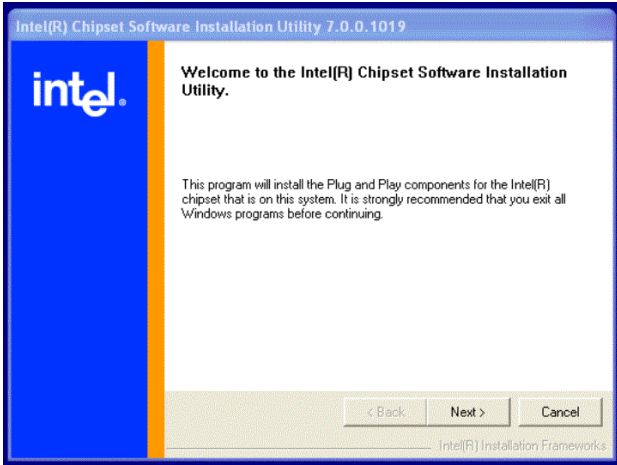 Intel(R) Chipset Software Installation Utility 7.0.0.1019
intel.
Welcome to the Intel(R) Chipset Software Installation
Utility.
This program will install the Plug and Play components for the Intel(R)
chipset that is on this system. It is strongly recommended that you exit all
Windows programs before continuing.
< Back
Next >
Cancel
Intel(R) Installation Frameworks